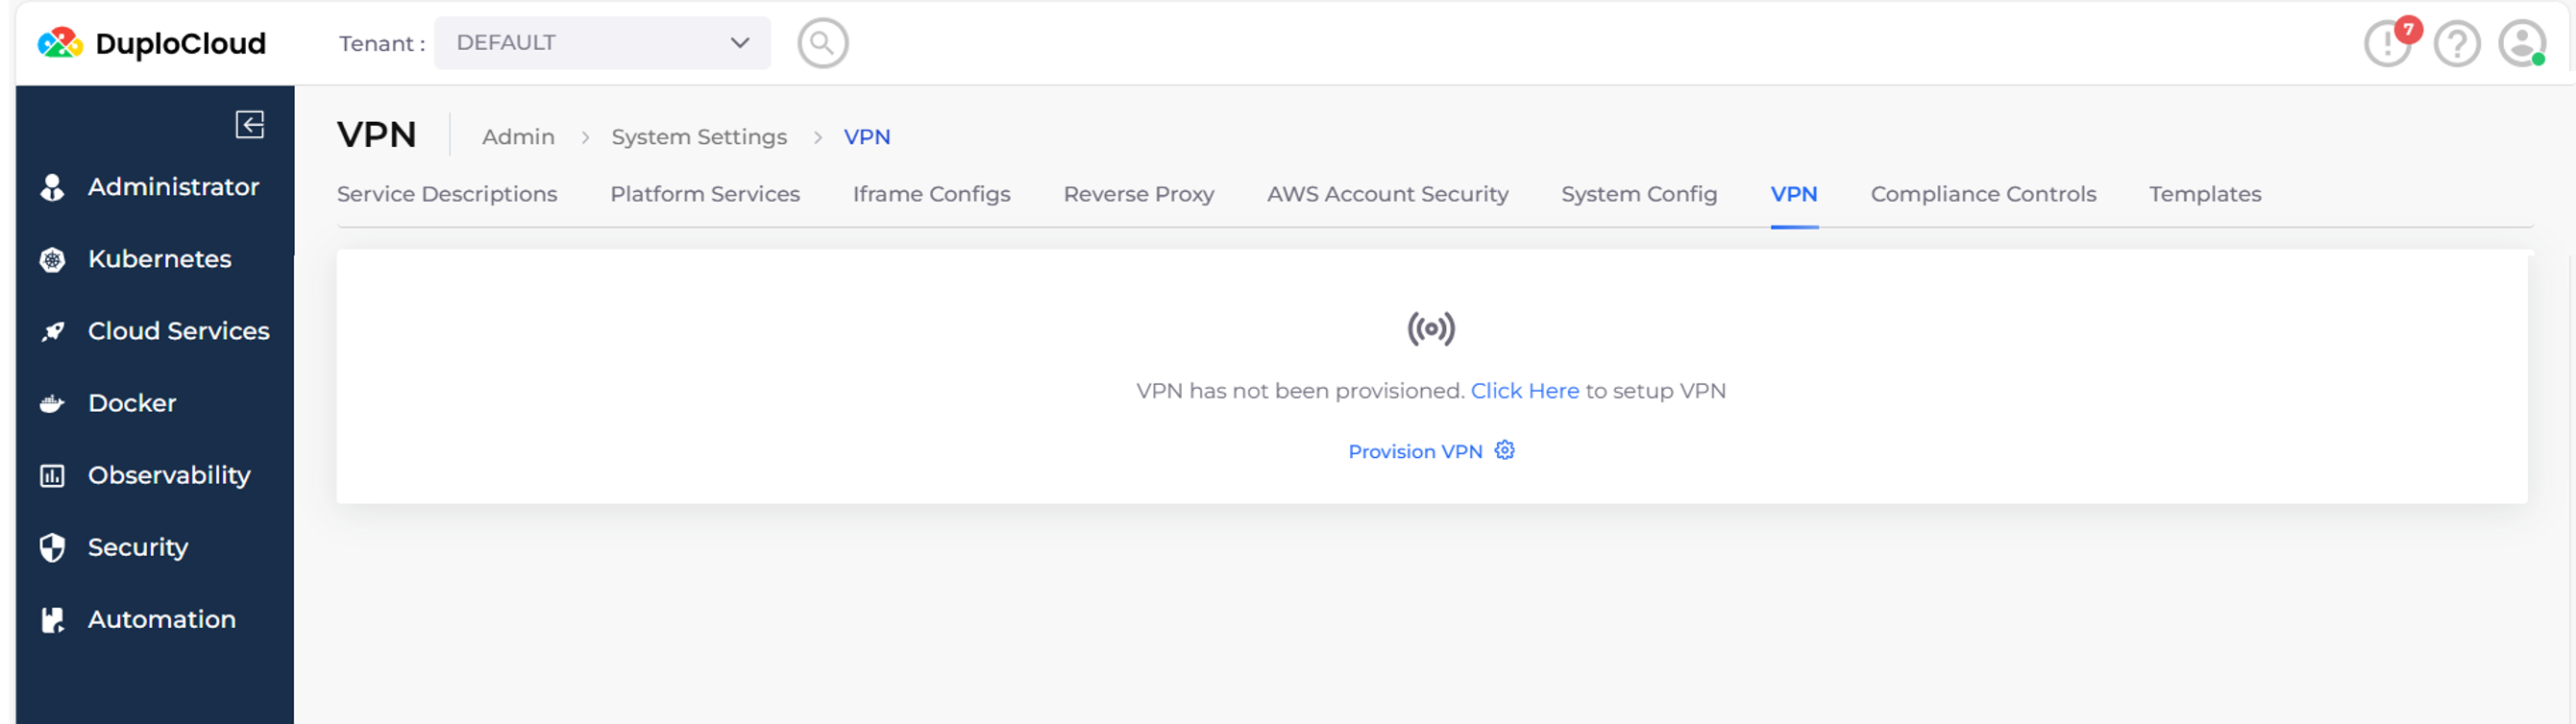 DuploCloud
Tenant : DEFAULT
7
VPN Admin > System Settings > VPN
Service Descriptions Platform Services Iframe Configs Reverse Proxy AWS Account Security System Config VPN Compliance Controls Templates
Administrator
Kubernetes
Cloud Services
Docker
Observability
Security
Automation
VPN has not been provisioned. Click Here to setup VPN
Provision VPN